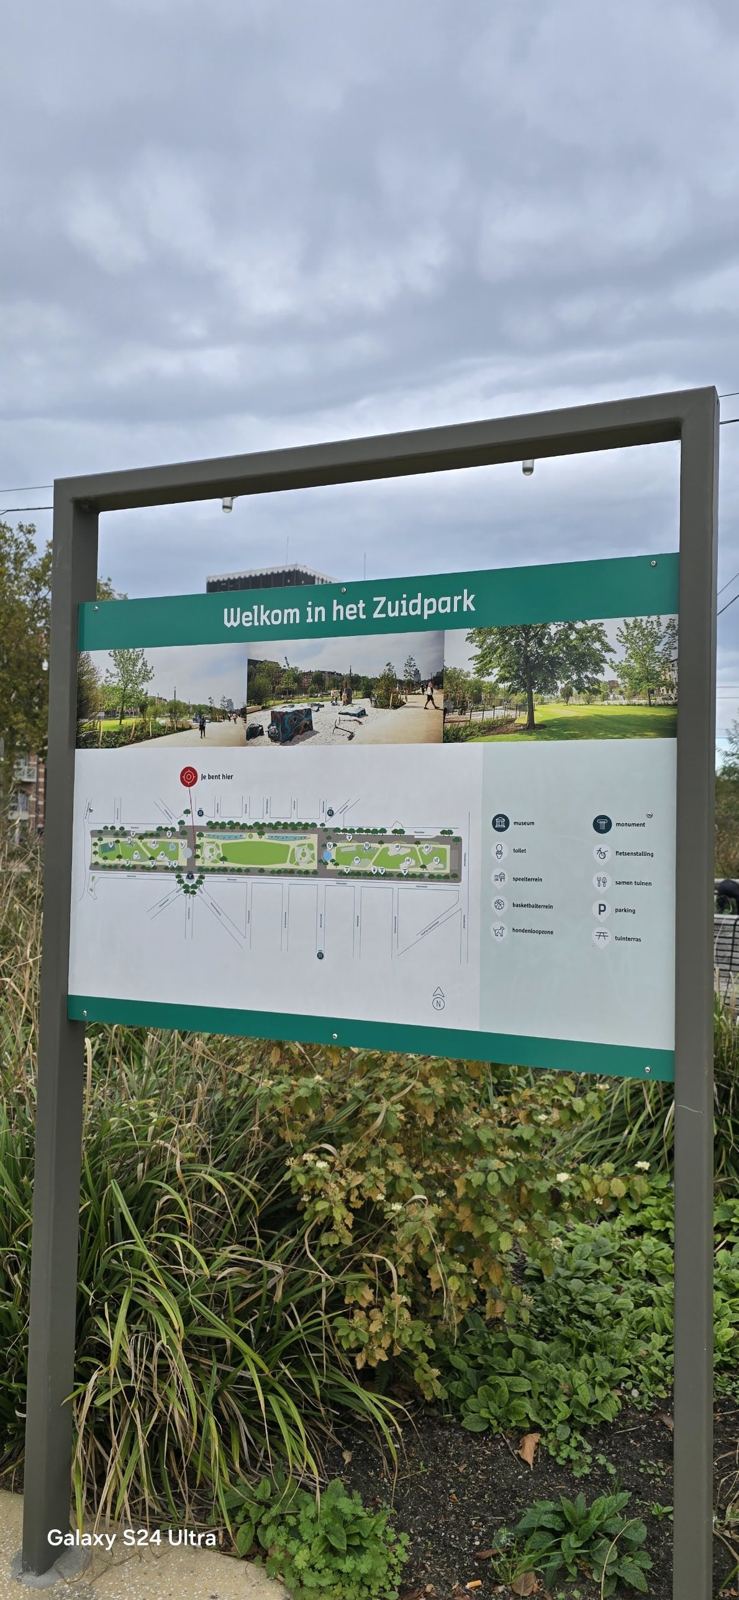 Welkom in het Zuidpark
Je bent hier
museum
toilet
speelterrein
basketbalterrein
hondenloopzone
monument
fietsenstalling
samen tuinen
P parking
tuinterras
N
Galaxy S24 Ultra